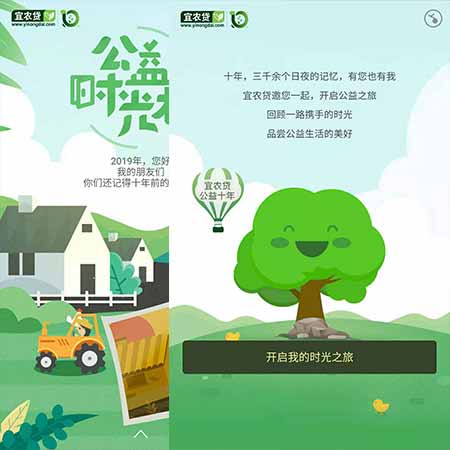 宜农贷
www.yinongdai.com
公益
时光
2019年，您好
我的朋友们
你们还记得十年前的
宜农贷
www.yinongdai.com
十年，三千余个日夜的记忆，有您也有我
宜农贷邀您一起，开启公益之旅
回顾一路携手的时光
品尝公益生活的美好
宜农贷
公益十年
开启我的时光之旅